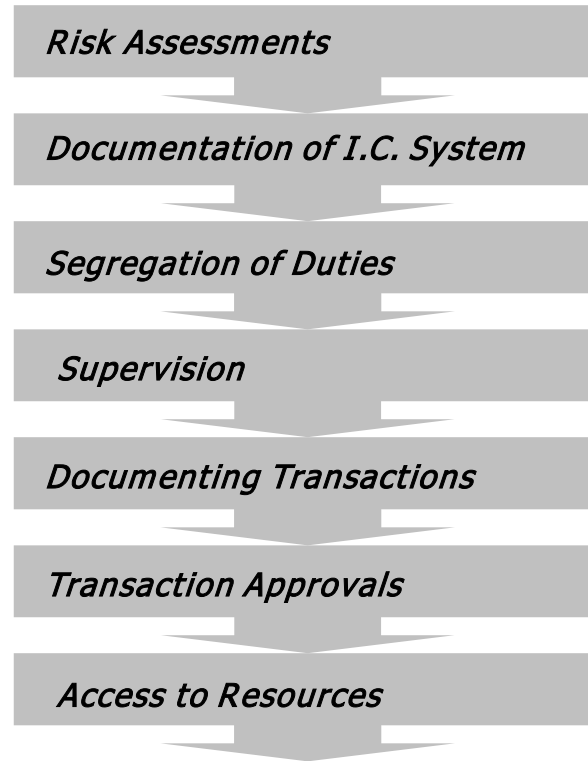 Risk Assessments
Documentation of I.C. System
Segregation of Duties
Supervision
Documenting Transactions
Transaction Approvals
Access to Resources